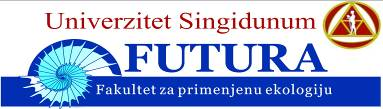 Univerzitet Singidunum
FUTURA
Fakultet za primenjenu ekologiju